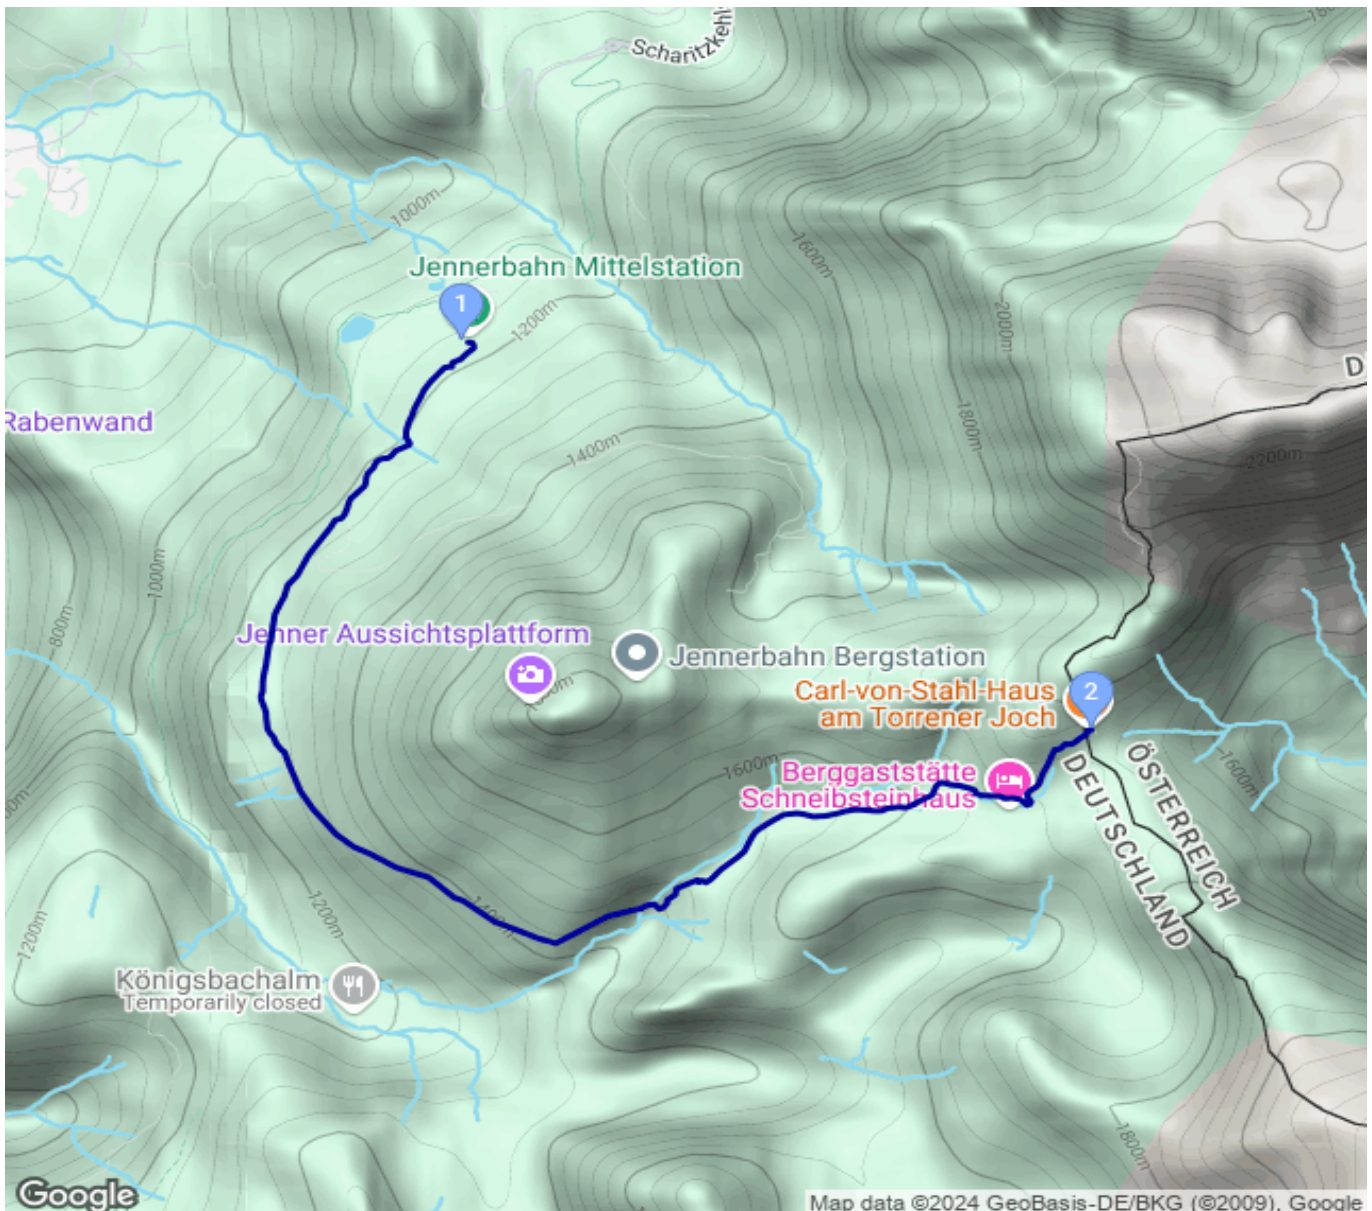 Scharitzkehl
1800m
1000m
Jennerbahn Mittelstation
1
1600m
1200m
2000m
D
Rabenwand
1800m
1400m
2200m
1000m
800m
Jenner Aussichtsplattform
Jennerbahn Bergstation
Carl-von-Stahl-Haus
am Torrener Joch
2
1600m
Berggaststätte
Schneibsteinhaus
1600m
DEUTSCHLAND
ÖSTERREICH
1400m
1200m
1200m
Königsbachalm
Temporarily closed
1800m
Google
Map data ©2024 GeoBasis-DE/BKG (©2009), Google